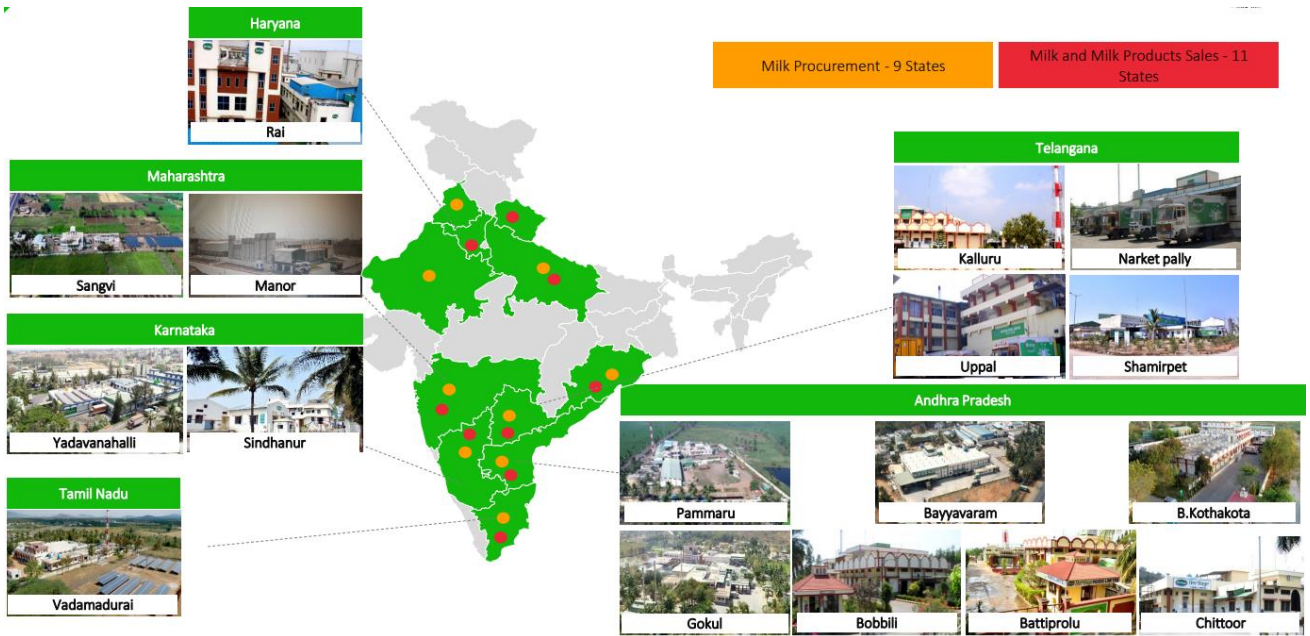 Haryana
Rai
Milk Procurement - 9 States
Milk and Milk Products Sales - 11
States
Maharashtra
Sangvi
Manor
Karnataka
Yadavanahalli
Sindhanur
Tamil Nadu
Vadamadurai
Telangana
Kalluru
Narket pally
Uppal
Shamirpet
Andhra Pradesh
Pammaru
Bayyavaram
B.Kothakota
Gokul
Bobbili
Battiprolu
Chittoor